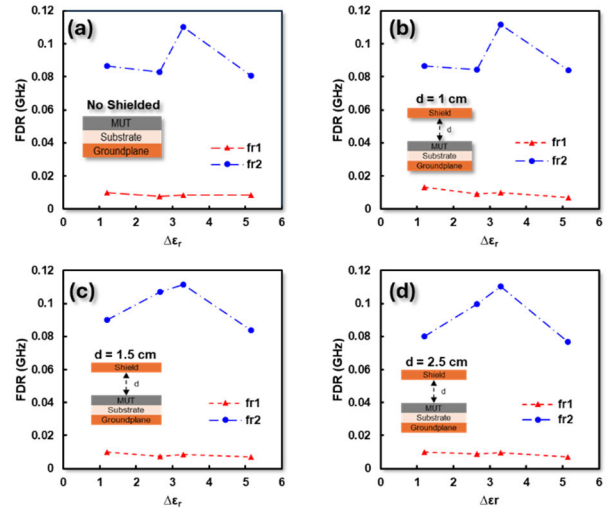 (a)
0.12
0.1
0.08
0.06
0.04
0.02
0
FDR (GHz)
No Shielded
MUT
Substrate
Groundplane
fr1
fr2
0 1 2 3 4 5 6
Δεr
(b)
0.12
0.1
0.08
0.06
0.04
0.02
0
FDR (GHz)
d = 1 cm
Shield
d
MUT
Substrate
Groundplane
fr1
fr2
0 1 2 3 4 5 6
Δεr
(c)
0.12
0.1
0.08
0.06
0.04
0.02
0
FDR (GHz)
d = 1.5 cm
Shield
d
MUT
Substrate
Groundplane
fr1
fr2
0 1 2 3 4 5 6
Δεr
(d)
0.12
0.1
0.08
0.06
0.04
0.02
0
FDR (GHz)
d = 2.5 cm
Shield
d
MUT
Substrate
Groundplane
fr1
fr2
0 1 2 3 4 5 6
Δεr